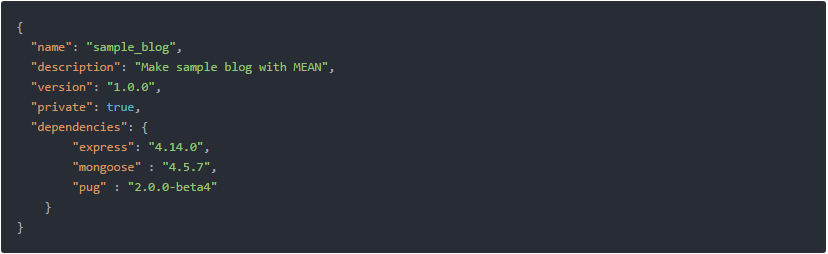 {
  "name": "sample_blog",
  "description": "Make sample blog with MEAN",
  "version": "1.0.0",
  "private": true,
  "dependencies": {
        "express": "4.14.0",
        "mongoose" : "4.5.7",
        "pug" : "2.0.0-beta4"
    }
}